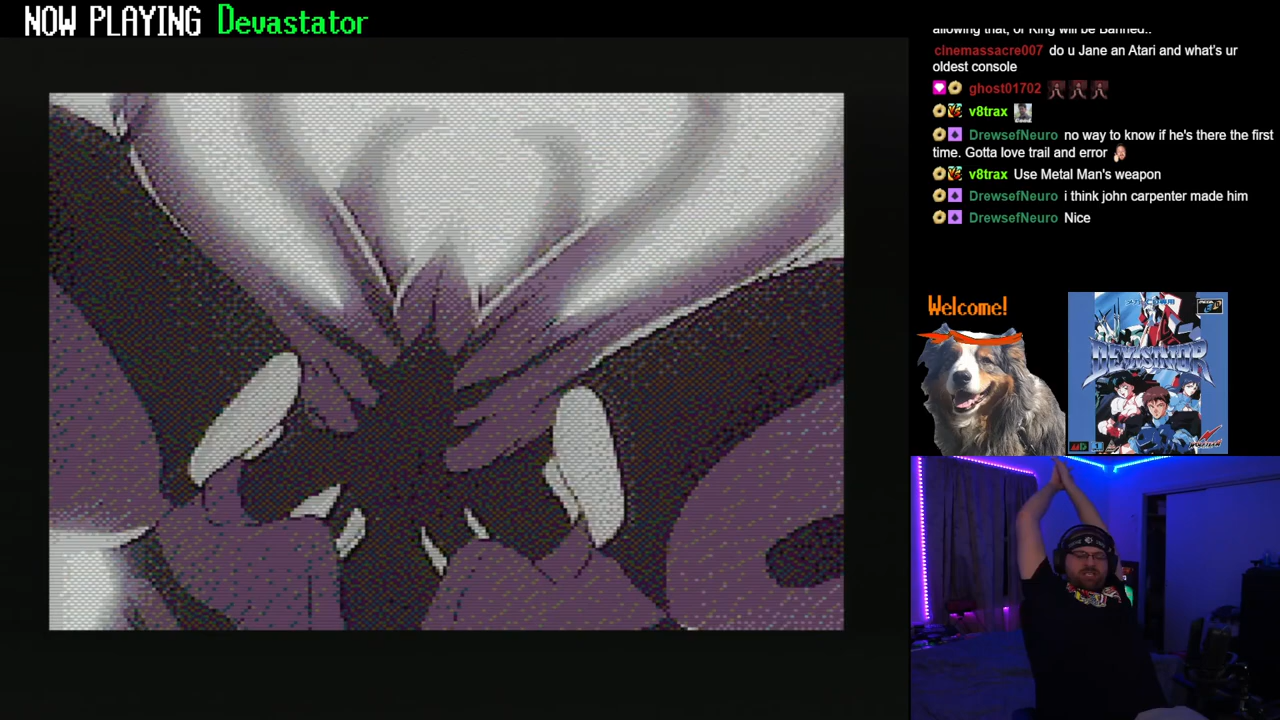 NOW PLAYING Devastator
allowing that, or King will be Banned..
cinemassacre007 do u Jane an Atari and what's ur
oldest console
ghost01702
v8trax
DrewsefNeuro no way to know if he's there the first
time. Gotta love trail and error
v8trax Use Metal Man's weapon
DrewsefNeuro i think john carpenter made him
DrewsefNeuro Nice
Welcome!